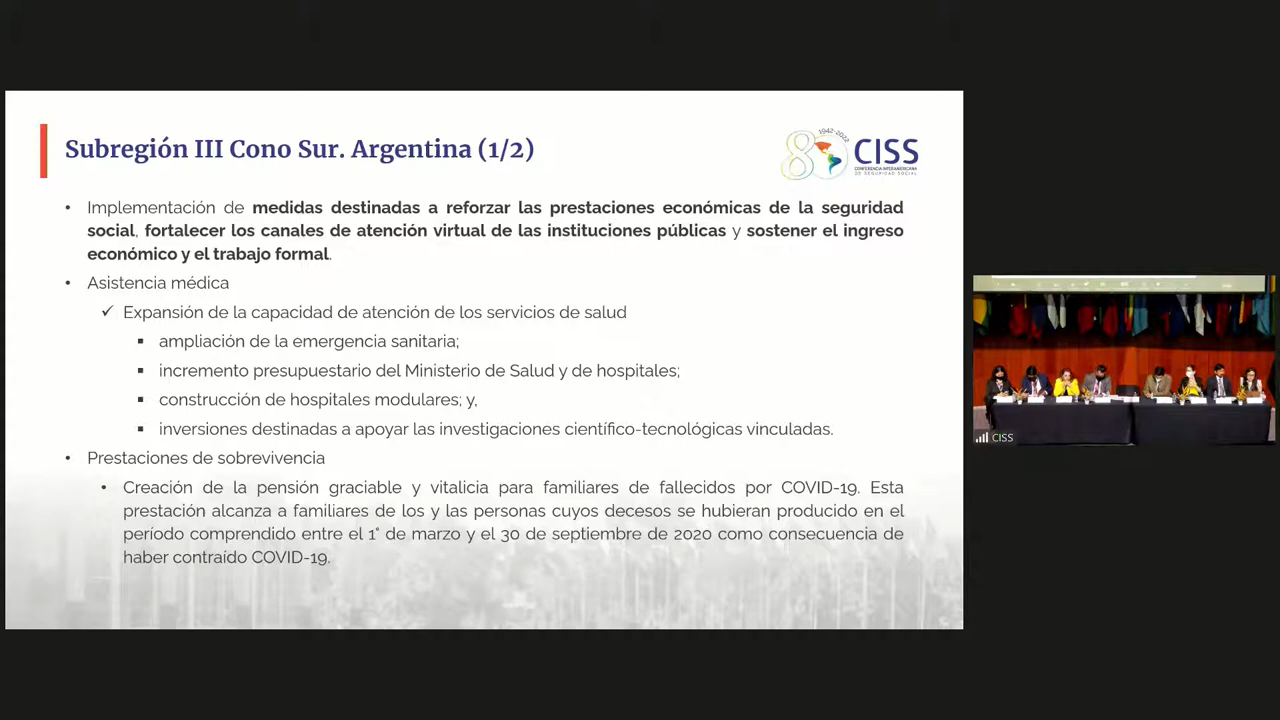 Subregión III Cono Sur. Argentina (1/2)
1942-2022
80 CISS
CONFERENCIA INTERAMERICANA
DE SEGURIDAD SOCIAL
• Implementación de medidas destinadas a reforzar las prestaciones económicas de la seguridad
social, fortalecer los canales de atención virtual de las instituciones públicas y sostener el ingreso
económico y el trabajo formal.
• Asistencia médica
✓ Expansión de la capacidad de atención de los servicios de salud
▪ ampliación de la emergencia sanitaria;
▪ incremento presupuestario del Ministerio de Salud y de hospitales;
▪ construcción de hospitales modulares; y,
▪ inversiones destinadas a apoyar las investigaciones científico-tecnológicas vinculadas.
• Prestaciones de sobrevivencia
• Creación de la pensión graciable y vitalicia para familiares de fallecidos por COVID-19. Esta
prestación alcanza a familiares de los y las personas cuyos decesos se hubieran producido en el
período comprendido entre el 1° de marzo y el 30 de septiembre de 2020 como consecuencia de
haber contraído COVID-19.
CISS